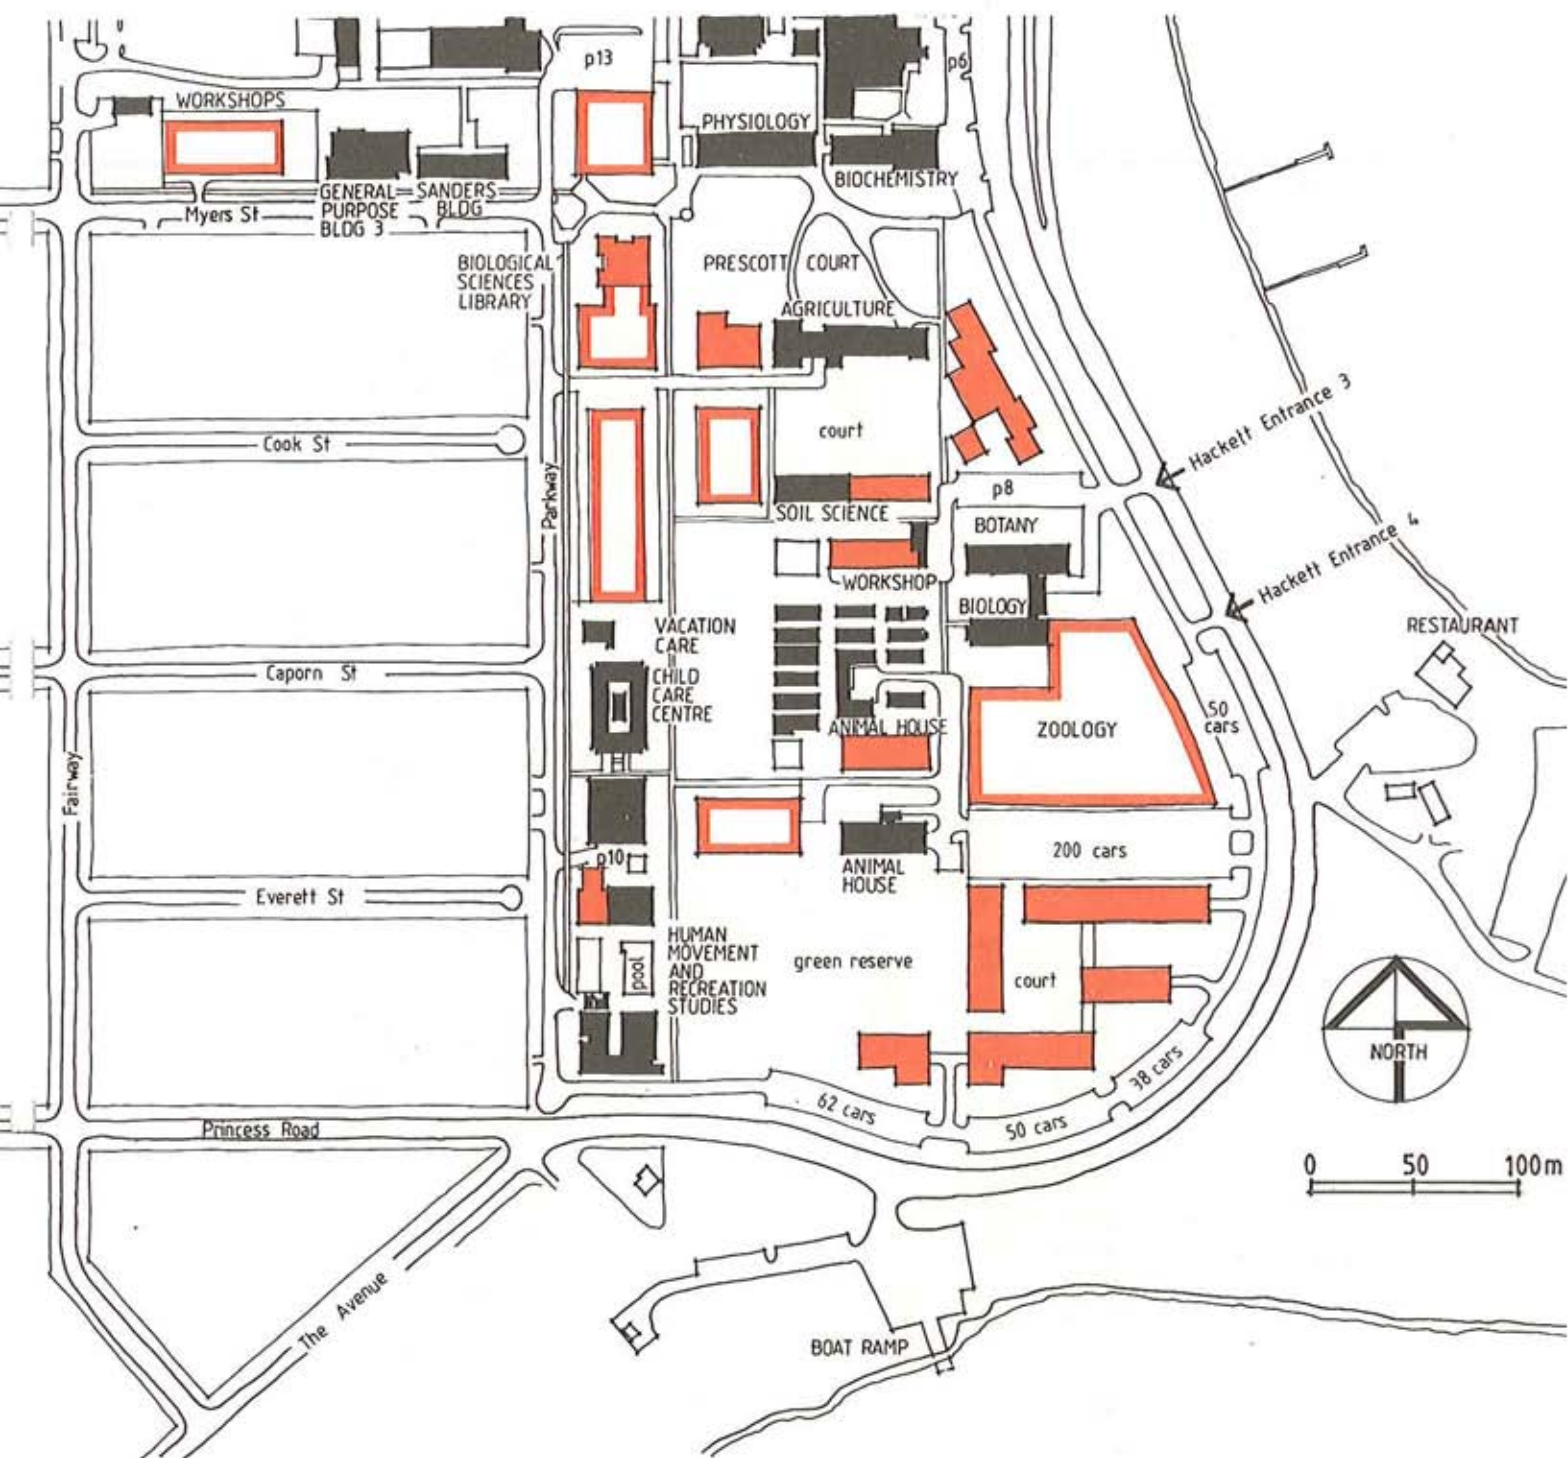 p13
p6
WORKSHOPS
PHYSIOLOGY
BIOCHEMISTRY
GENERAL
PURPOSE
BLDG 3
SANDERS
BLDG
Myers St
BIOLOGICAL
SCIENCES
LIBRARY
PRESCOTT COURT
AGRICULTURE
Hackett Entrance 3
Cook St
court
Parkway
p8
SOIL SCIENCE
BOTANY
Hackett Entrance 4
WORKSHOP
BIOLOGY
VACATION
CARE
CHILD
CARE
CENTRE
RESTAURANT
Caporn St
ANIMAL HOUSE
ZOOLOGY
50
cars
Fairway
200 cars
p10
ANIMAL
HOUSE
Everett St
HUMAN
MOVEMENT
AND
RECREATION
STUDIES
pool
green reserve
court
NORTH
38 cars
62 cars
50 cars
Princess Road
0 50 100m
The Avenue
BOAT RAMP